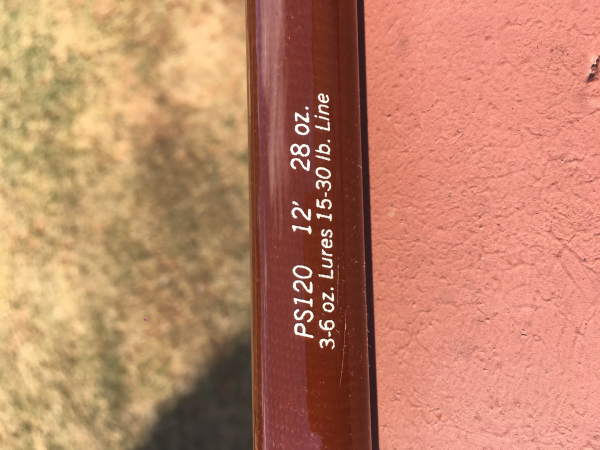 PS120 12' 28 oz.
3-6 oz. Lures 15-30 lb. Line